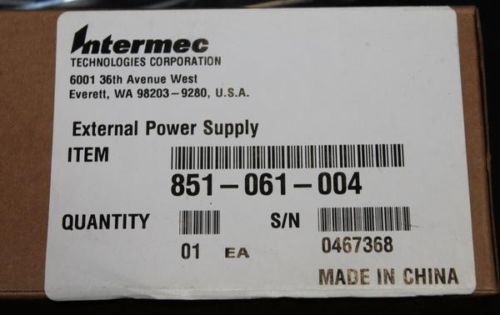 Intermec
TECHNOLOGIES CORPORATION
6001 36th Avenue West
Everett, WA 98203-9280, U.S.A.
External Power Supply
ITEM
851-061-004
QUANTITY
01 EA
S/N
0467368
MADE IN CHINA